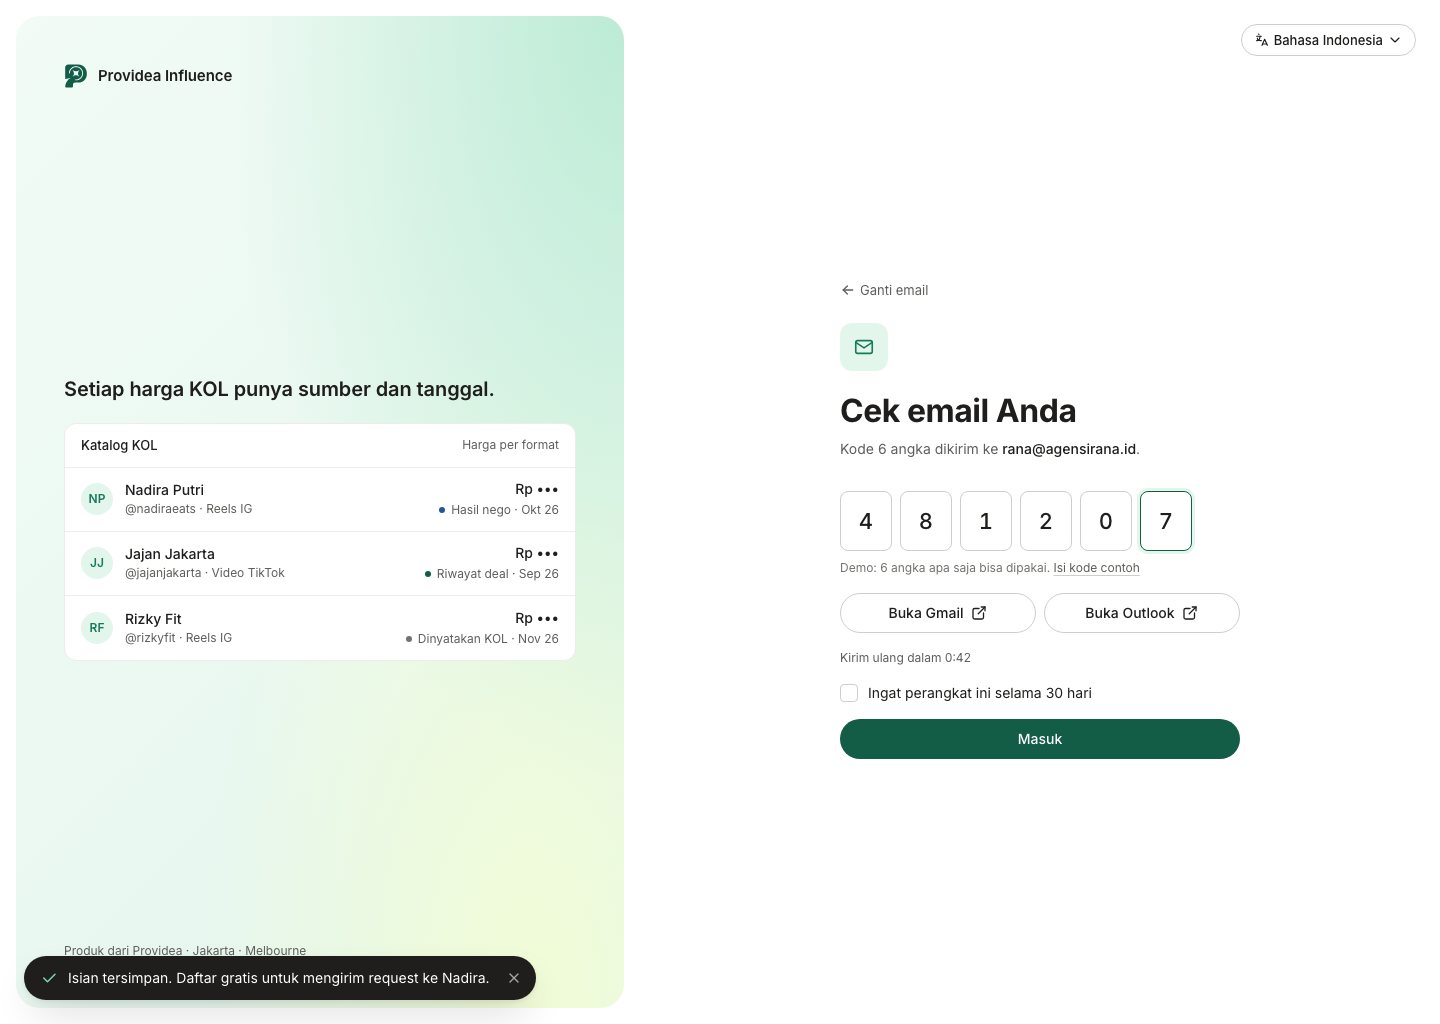 Providea Influence
Bahasa Indonesia
Setiap harga KOL punya sumber dan tanggal.
Katalog KOL
Harga per format
NP
Nadira Putri
@nadiraeats · Reels IG
Rp •••
Hasil nego · Okt 26
JJ
Jajan Jakarta
@jajanjakarta · Video TikTok
Rp •••
Riwayat deal · Sep 26
RF
Rizky Fit
@rizkyfit · Reels IG
Rp •••
Dinyatakan KOL · Nov 26
Produk dari Providea · Jakarta · Melbourne
Isian tersimpan. Daftar gratis untuk mengirim request ke Nadira.
Ganti email
Cek email Anda
Kode 6 angka dikirim ke rana@agensirana.id.
4 8 1 2 0 7
Demo: 6 angka apa saja bisa dipakai. Isi kode contoh
Buka Gmail
Buka Outlook
Kirim ulang dalam 0:42
Ingat perangkat ini selama 30 hari
Masuk